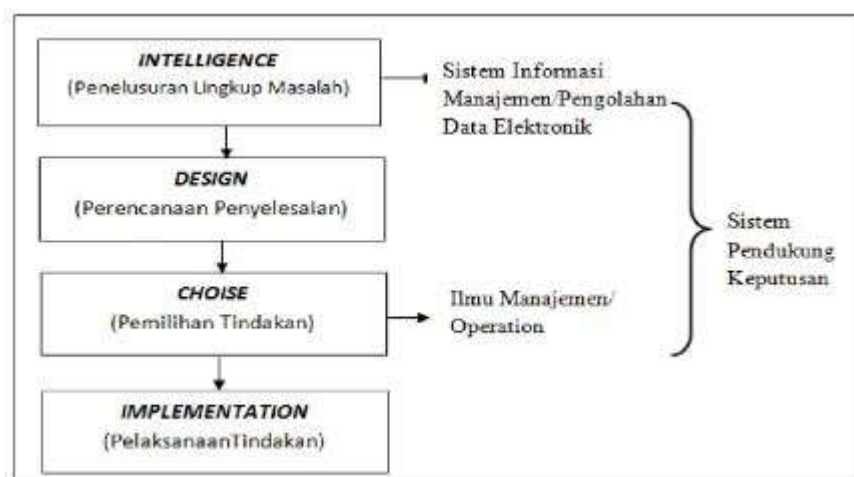 INTELLIGENCE
(Penelusuran Lingkup Masalah)
Sistem Informasi
Manajemen/Pengolahan
Data Elektronik
DESIGN
(Perencanaan Penyelesaian)
Sistem
Pendukung
Keputusan
CHOISE
(Pemilihan Tindakan)
Ilmu Manajemen/
Operation
IMPLEMENTATION
(PelaksanaanTindakan)